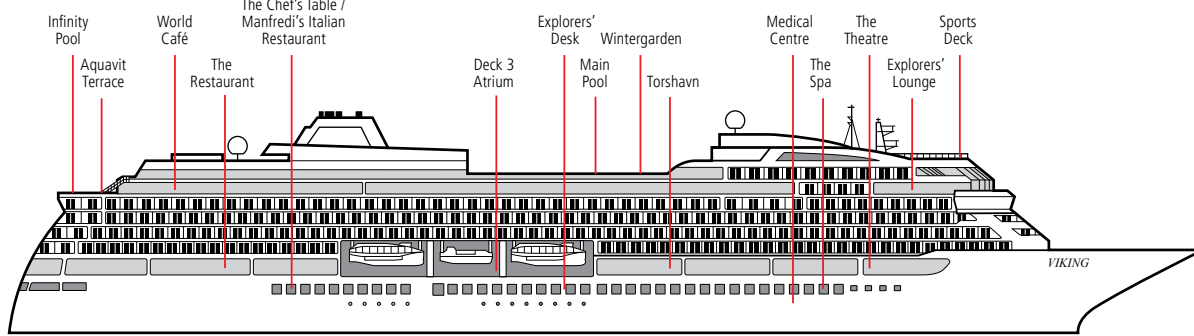 The Chef's Table /
Manfredi's Italian
Restaurant
Infinity
Pool
World
Café
Explorers'
Desk
Wintergarden
Medical
Centre
The
Theatre
Sports
Deck
Aquavit
Terrace
The
Restaurant
Deck 3
Atrium
Main
Pool
Torshavn
The
Spa
Explorers'
Lounge
VIKING